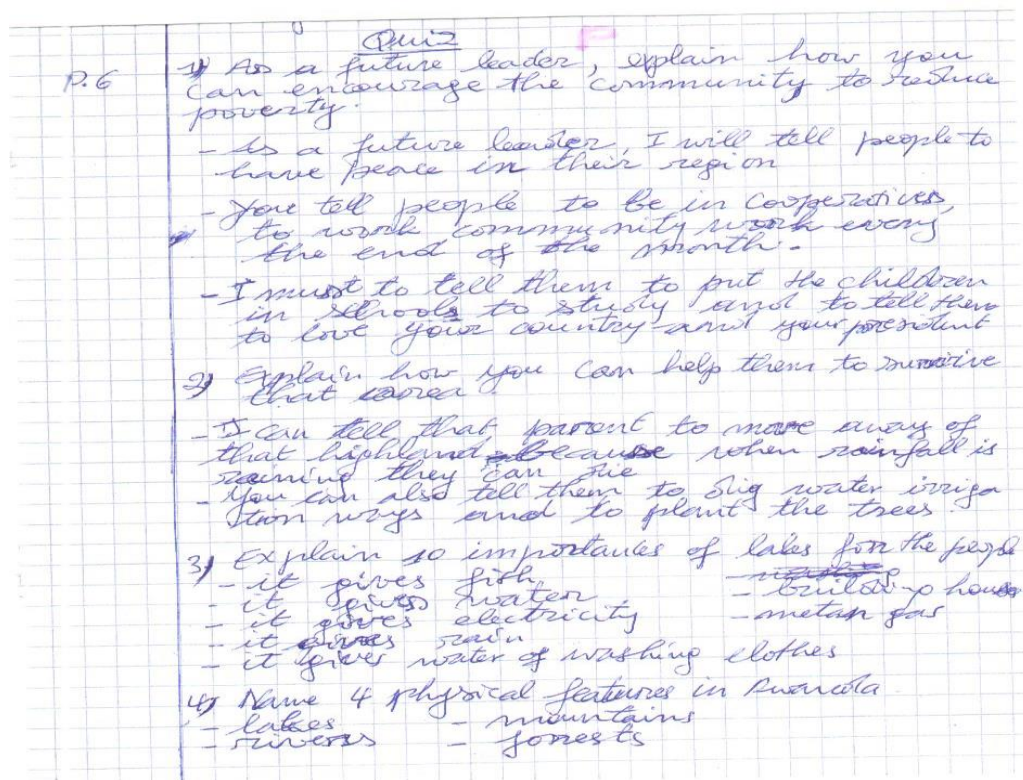 Quiz
P.6
1) As a future leader, explain how you
can encourage the community to reduce
poverty.
- As a future leader, I will tell people to
have peace in their region
- You tell people to be in cooperatives,
to work community work every
the end of the month.
- I must to tell them to put the children
in schools to study and to tell them
to love your country and your president
2) Explain how you can help them to survive
that area.
- I can tell that parent to move away of
that highland because when rainfall is
raining they can die
- You can also tell them to dig water irriga
tion ways and to plant the trees.
3) Explain 10 importances of lakes for the people
- it gives fish
- it gives water
- building houses
- it gives electricity
- metan gas
- it gives rain
- it gives water of washing clothes
4) Name 4 physical features in Rwanda
- lakes - mountains
- rivers - forrests